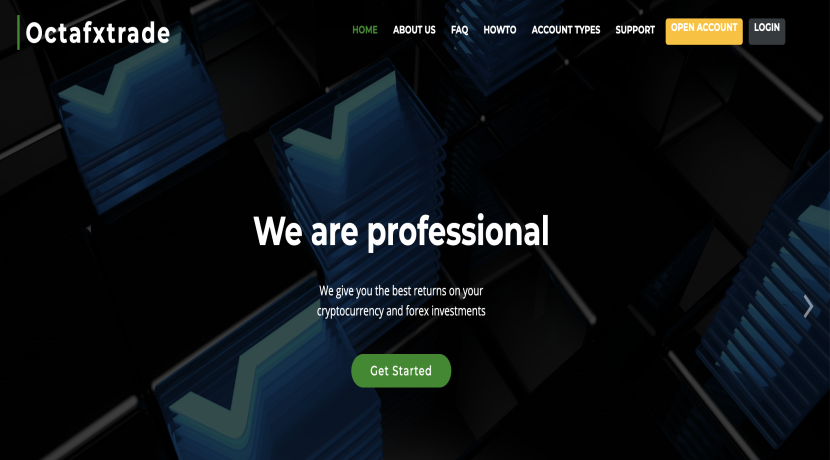 Octafxtrade
HOME ABOUT US FAQ HOWTO ACCOUNT TYPES SUPPORT OPEN ACCOUNT LOGIN
We are professional
We give you the best returns on your
cryptocurrency and forex investments
Get Started